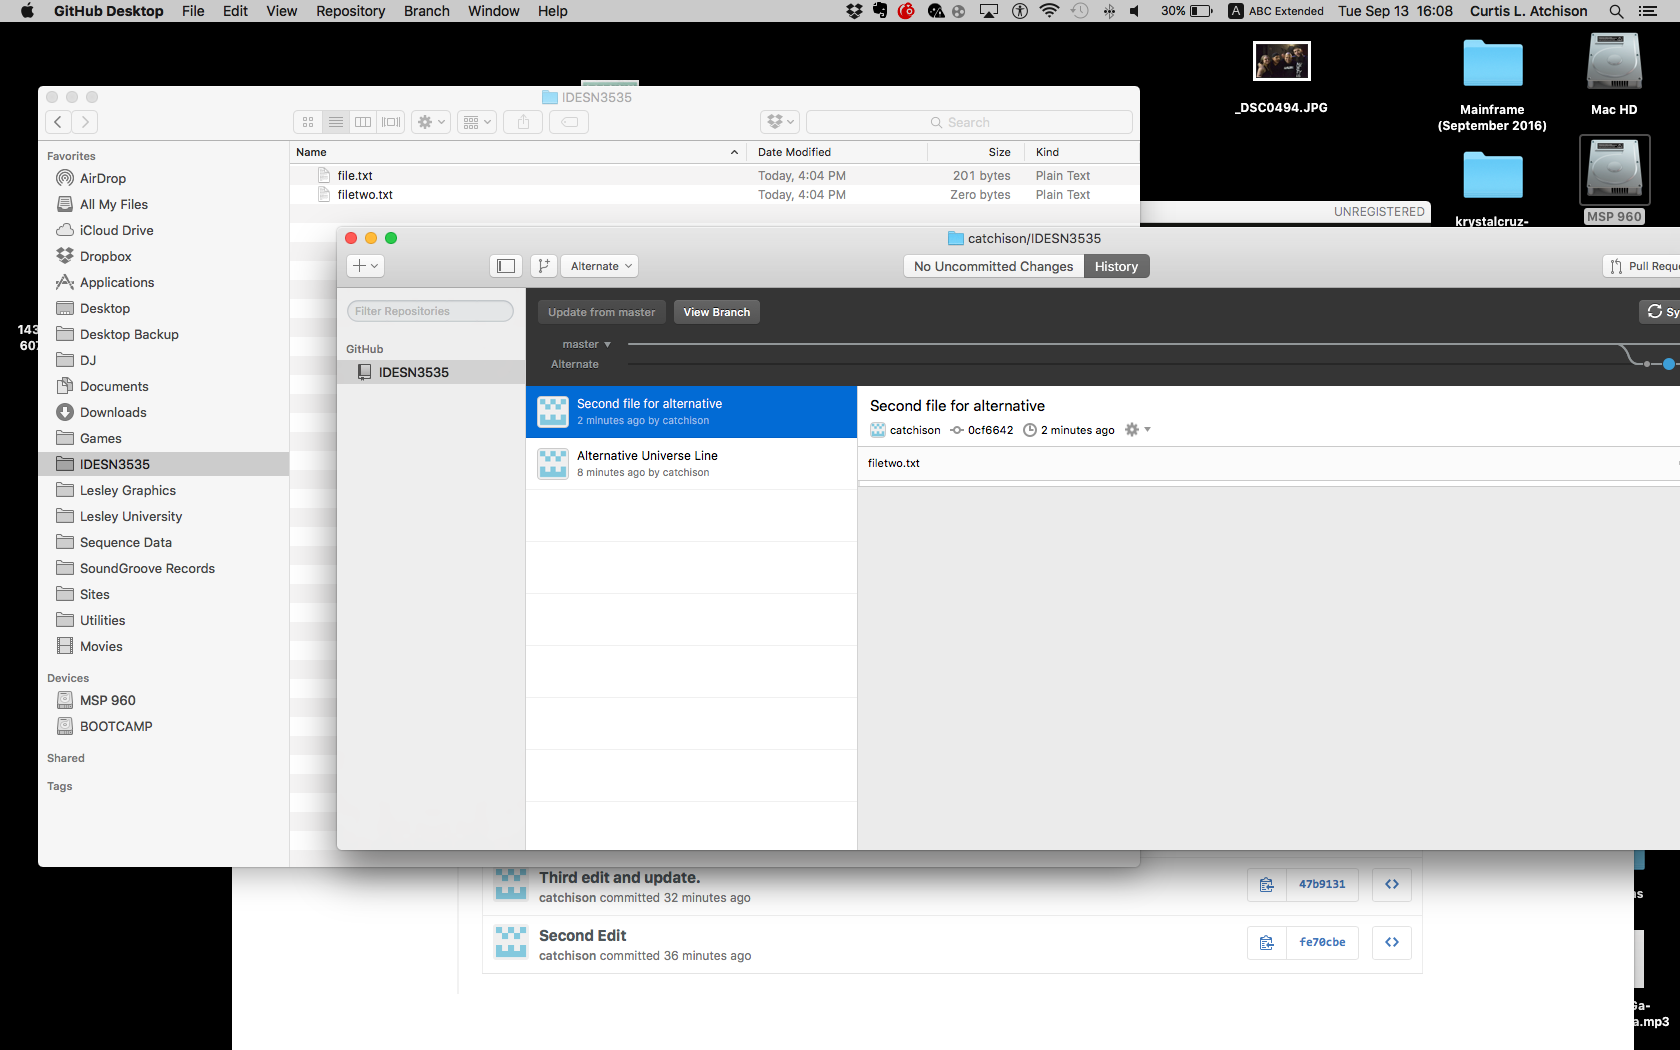 GitHub Desktop File Edit View Repository Branch Window Help 30% A ABC Extended Tue Sep 13 16:08 Curtis L. Atchison
_DSC0494.JPG
Mainframe
(September 2016)
Mac HD
krystalcruz-
MSP 960
143
607
IDESN3535
Search
Favorites
AirDrop
All My Files
iCloud Drive
Dropbox
Applications
Desktop
Desktop Backup
DJ
Documents
Downloads
Games
IDESN3535
Lesley Graphics
Lesley University
Sequence Data
SoundGroove Records
Sites
Utilities
Movies
Devices
MSP 960
BOOTCAMP
Shared
Tags
Name Date Modified Size Kind
file.txt Today, 4:04 PM 201 bytes Plain Text
filetwo.txt Today, 4:04 PM Zero bytes Plain Text
UNREGISTERED
catchison/IDESN3535
Alternate No Uncommitted Changes History Pull Reque
Filter Repositories
GitHub
IDESN3535
Update from master View Branch Sy
master
Alternate
Second file for alternative
2 minutes ago by catchison
Alternative Universe Line
8 minutes ago by catchison
Second file for alternative
catchison 0cf6642 2 minutes ago
filetwo.txt
Third edit and update.
catchison committed 32 minutes ago
47b9131
Second Edit
catchison committed 36 minutes ago
fe70cbe
ns
Ga-
a.mp3